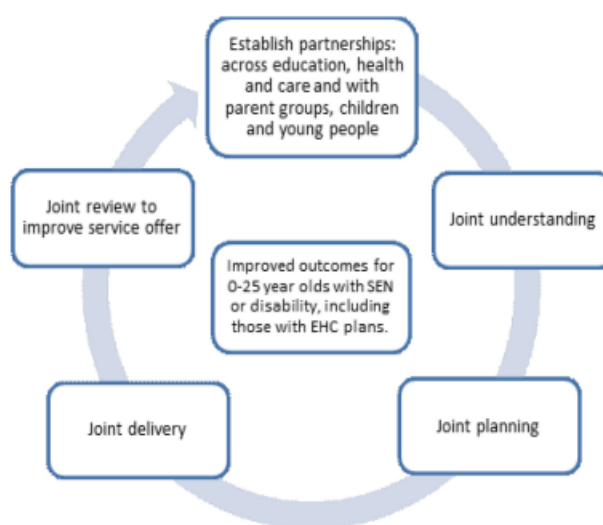 Establish partnerships:
across education, health
and care and with
parent groups, children
and young people
Joint understanding
Joint planning
Joint delivery
Joint review to
improve service offer
Improved outcomes for
0-25 year olds with SEN
or disability, including
those with EHC plans.